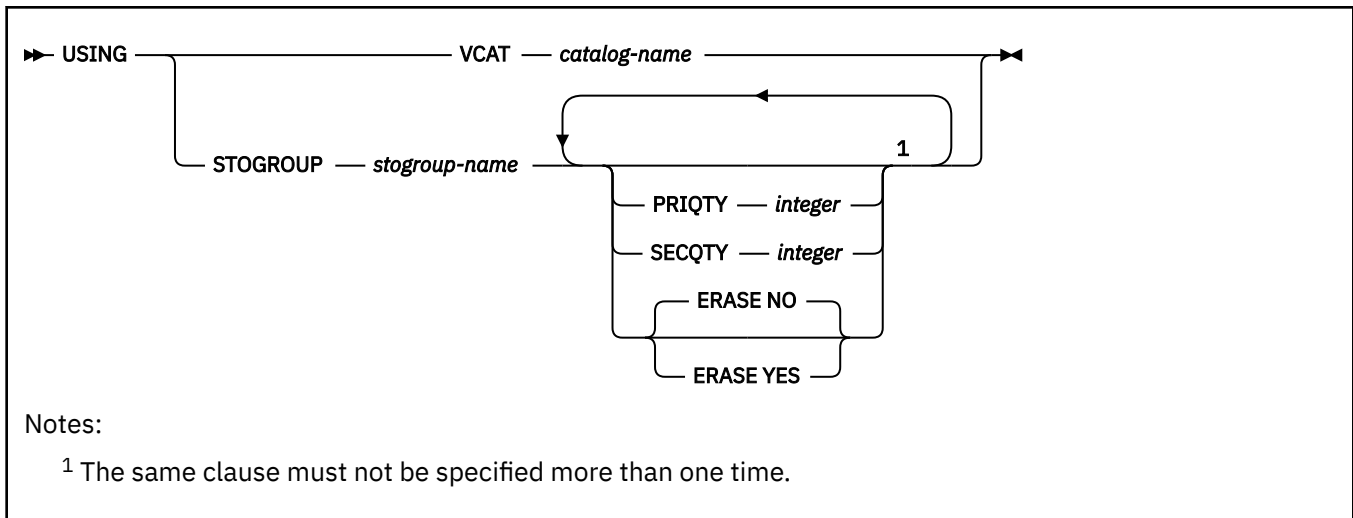 USING VCAT catalog-name
STOGROUP stogroup-name 1
PRIQTY integer
SECQTY integer
ERASE NO
ERASE YES
Notes:
1 The same clause must not be specified more than one time.